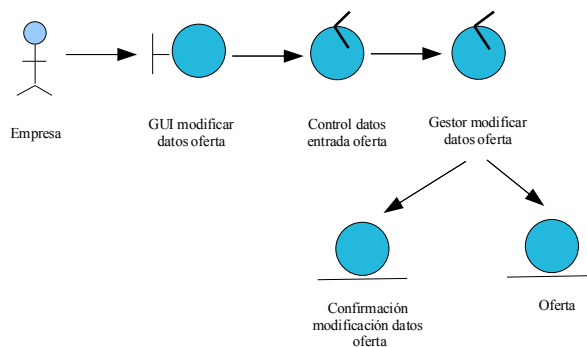 Empresa
GUI modificar
datos oferta
Control datos
entrada oferta
Gestor modificar
datos oferta
Confirmación
modificación datos
oferta
Oferta